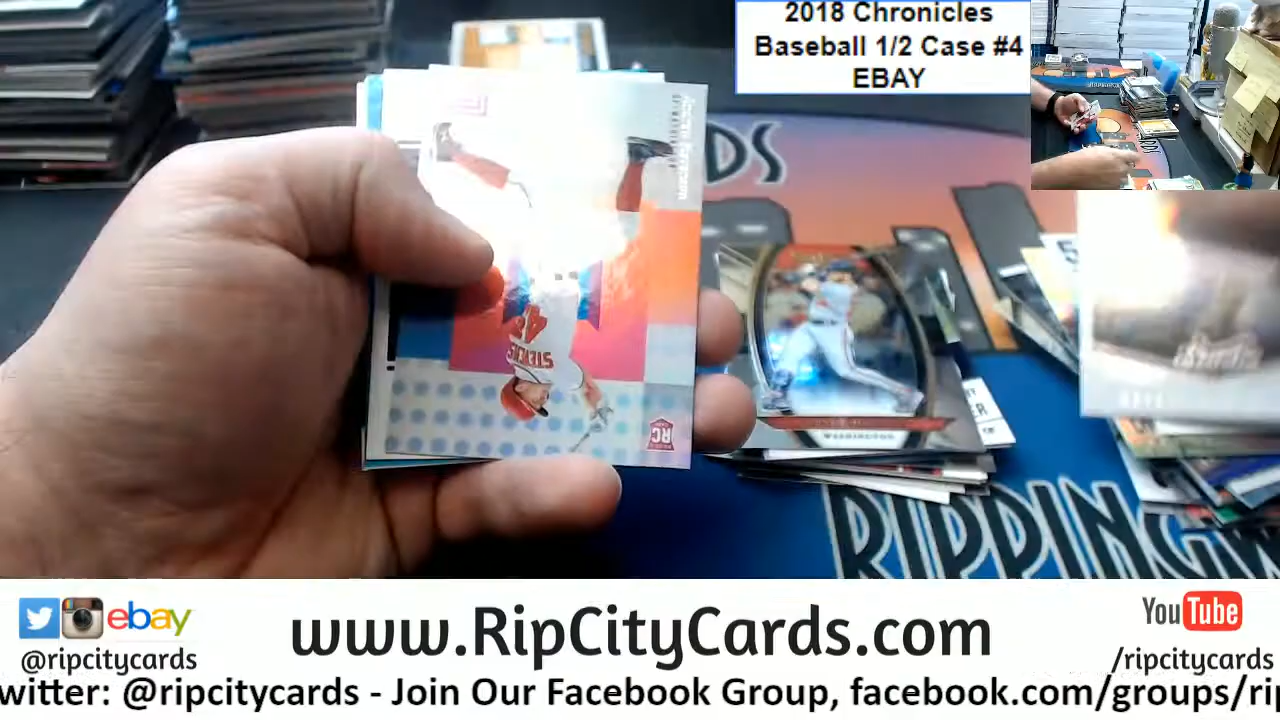 2018 Chronicles
Baseball 1/2 Case #4
EBAY
RC
WASHINGTON
RIPPINGW
ebay
@ripcitycards
www.RipCityCards.com
YouTube
/ripcitycards
witter: @ripcitycards - Join Our Facebook Group, facebook.com/groups/rip